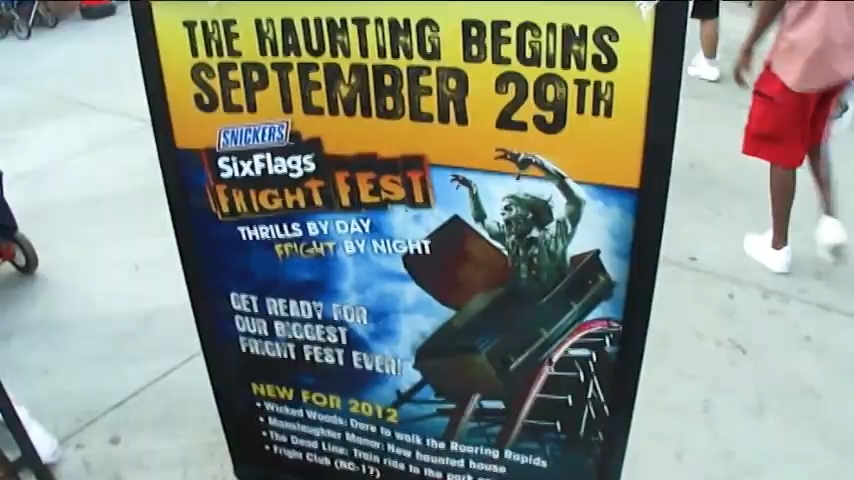 THE HAUNTING BEGINS
SEPTEMBER 29TH
SNICKERS
SixFlags
FRIGHT FEST
THRILLS BY DAY
FRIGHT BY NIGHT
GET READY FOR
OUR BIGGEST
FRIGHT FEST EVER!
NEW FOR 2012
• Wicked Woods: Dare to walk the Roaring Rapids
• Manslaughter Manor: New haunted house
• The Dead Line: Train ride to the park
• Fright Club (NC-17)